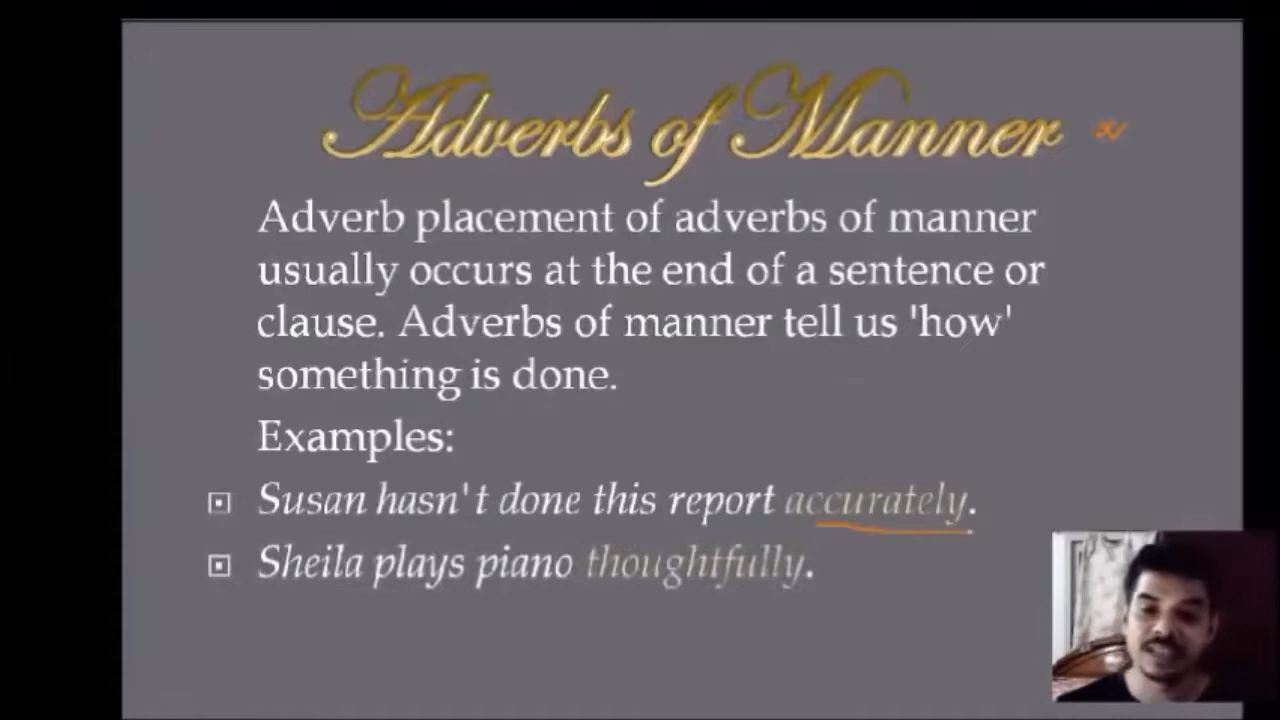 Adverbs of Manner
Adverb placement of adverbs of manner
usually occurs at the end of a sentence or
clause. Adverbs of manner tell us 'how'
something is done.
Examples:
Susan hasn't done this report accurately.
Sheila plays piano thoughtfully.